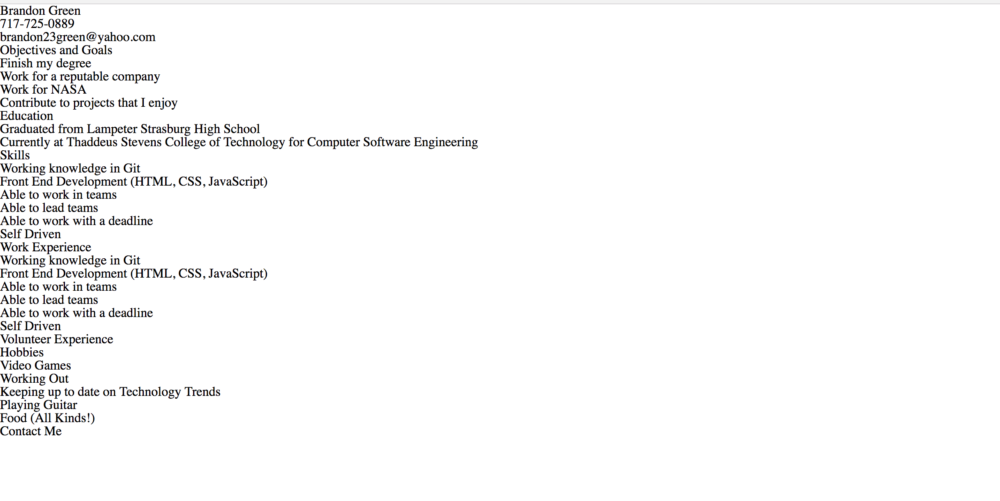 Brandon Green
717-725-0889
brandon23green@yahoo.com
Objectives and Goals
Finish my degree
Work for a reputable company
Work for NASA
Contribute to projects that I enjoy
Education
Graduated from Lampeter Strasburg High School
Currently at Thaddeus Stevens College of Technology for Computer Software Engineering
Skills
Working knowledge in Git
Front End Development (HTML, CSS, JavaScript)
Able to work in teams
Able to lead teams
Able to work with a deadline
Self Driven
Work Experience
Working knowledge in Git
Front End Development (HTML, CSS, JavaScript)
Able to work in teams
Able to lead teams
Able to work with a deadline
Self Driven
Volunteer Experience
Hobbies
Video Games
Working Out
Keeping up to date on Technology Trends
Playing Guitar
Food (All Kinds!)
Contact Me